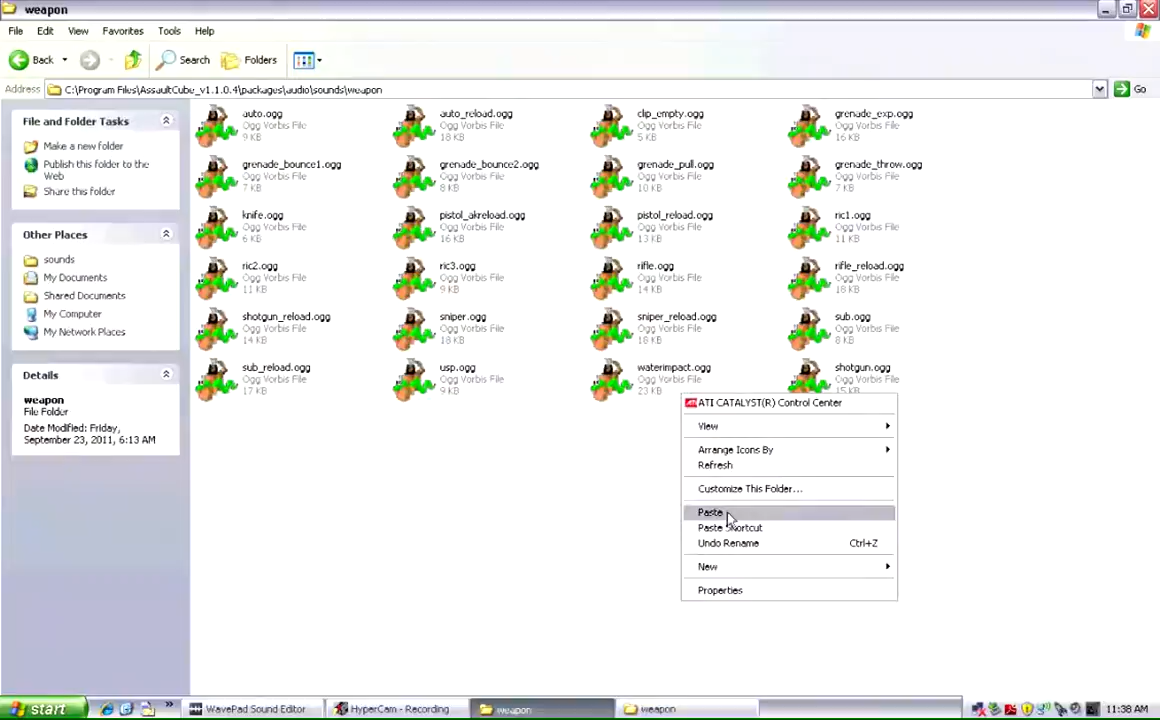 weapon
File Edit View Favorites Tools Help
Back Search Folders
Address C:\Program Files\AssaultCube_v1.1.0.4\packages\audio\sounds\weapon Go
File and Folder Tasks
Make a new folder
Publish this folder to the
Web
Share this folder
Other Places
sounds
My Documents
Shared Documents
My Computer
My Network Places
Details
weapon
File Folder
Date Modified: Friday,
September 23, 2011, 6:13 AM
auto.ogg
Ogg Vorbis File
9 KB
auto_reload.ogg
Ogg Vorbis File
18 KB
clip_empty.ogg
Ogg Vorbis File
5 KB
grenade_exp.ogg
Ogg Vorbis File
16 KB
grenade_bounce1.ogg
Ogg Vorbis File
7 KB
grenade_bounce2.ogg
Ogg Vorbis File
8 KB
grenade_pull.ogg
Ogg Vorbis File
10 KB
grenade_throw.ogg
Ogg Vorbis File
7 KB
knife.ogg
Ogg Vorbis File
6 KB
pistol_akreload.ogg
Ogg Vorbis File
16 KB
pistol_reload.ogg
Ogg Vorbis File
13 KB
ric1.ogg
Ogg Vorbis File
11 KB
ric2.ogg
Ogg Vorbis File
11 KB
ric3.ogg
Ogg Vorbis File
9 KB
rifle.ogg
Ogg Vorbis File
14 KB
rifle_reload.ogg
Ogg Vorbis File
18 KB
shotgun_reload.ogg
Ogg Vorbis File
14 KB
sniper.ogg
Ogg Vorbis File
18 KB
sniper_reload.ogg
Ogg Vorbis File
18 KB
sub.ogg
Ogg Vorbis File
8 KB
sub_reload.ogg
Ogg Vorbis File
17 KB
usp.ogg
Ogg Vorbis File
9 KB
waterimpact.ogg
Ogg Vorbis File
23 KB
shotgun.ogg
Ogg Vorbis File
15 KB
ATI CATALYST(R) Control Center
View
Arrange Icons By
Refresh
Customize This Folder...
Paste
Paste Shortcut
Undo Rename Ctrl+Z
New
Properties
start WavePad Sound Editor HyperCam - Recording weapon weapon 11:38 AM